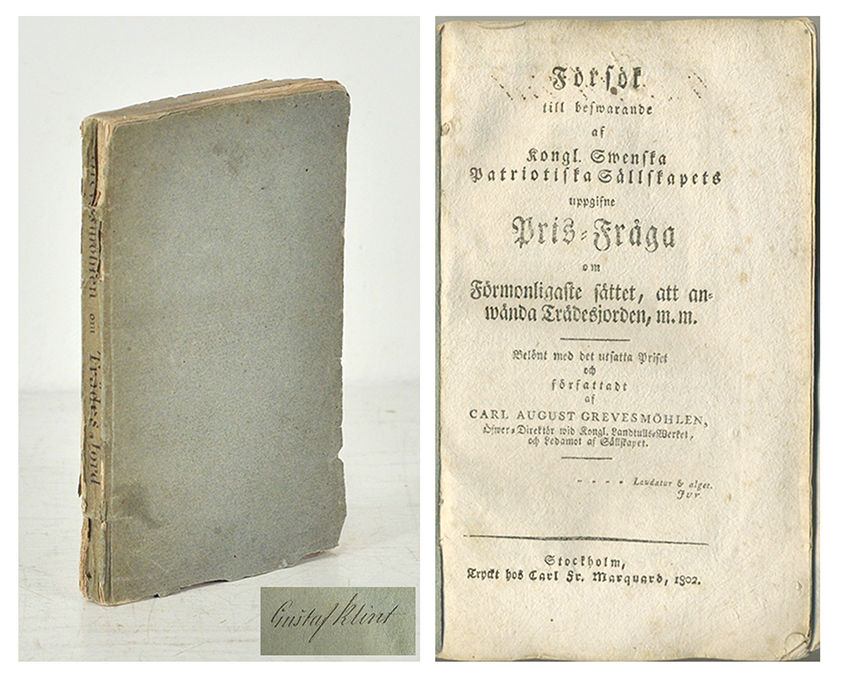 om Trädes-Jord
Gustaf Klint
Försök
till beswarande
af
Kongl. Swenska
Patriotiska Sällskapets
uppgifne
Pris-Fråga
om
Förmonligaste sättet, att an-
wända Trädesjorden, m.m.
Belönt med det utsatta Priset
och
författadt
af
CARL AUGUST GREVESMÖHLEN,
Öfwer-Direktör wid Kongl. Landtulls-Werket,
och Ledamot af Sällskapet.
- - - - Laudatur & alget.
Juv.
Stockholm,
Tryckt hos Carl Fr. Marquard, 1802.